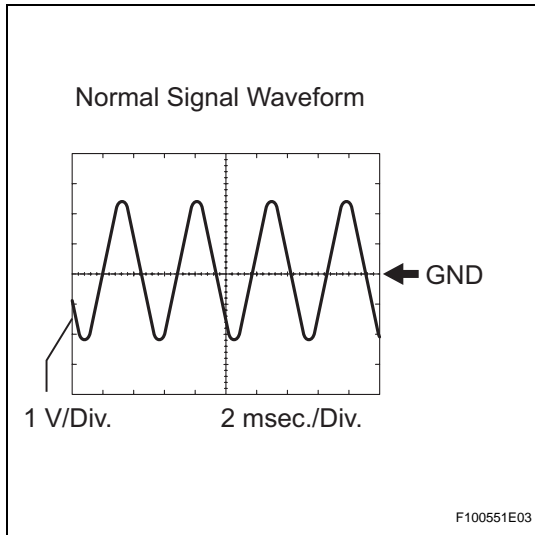 Normal Signal Waveform
GND
1 V/Div. 2 msec./Div.
F100551E03